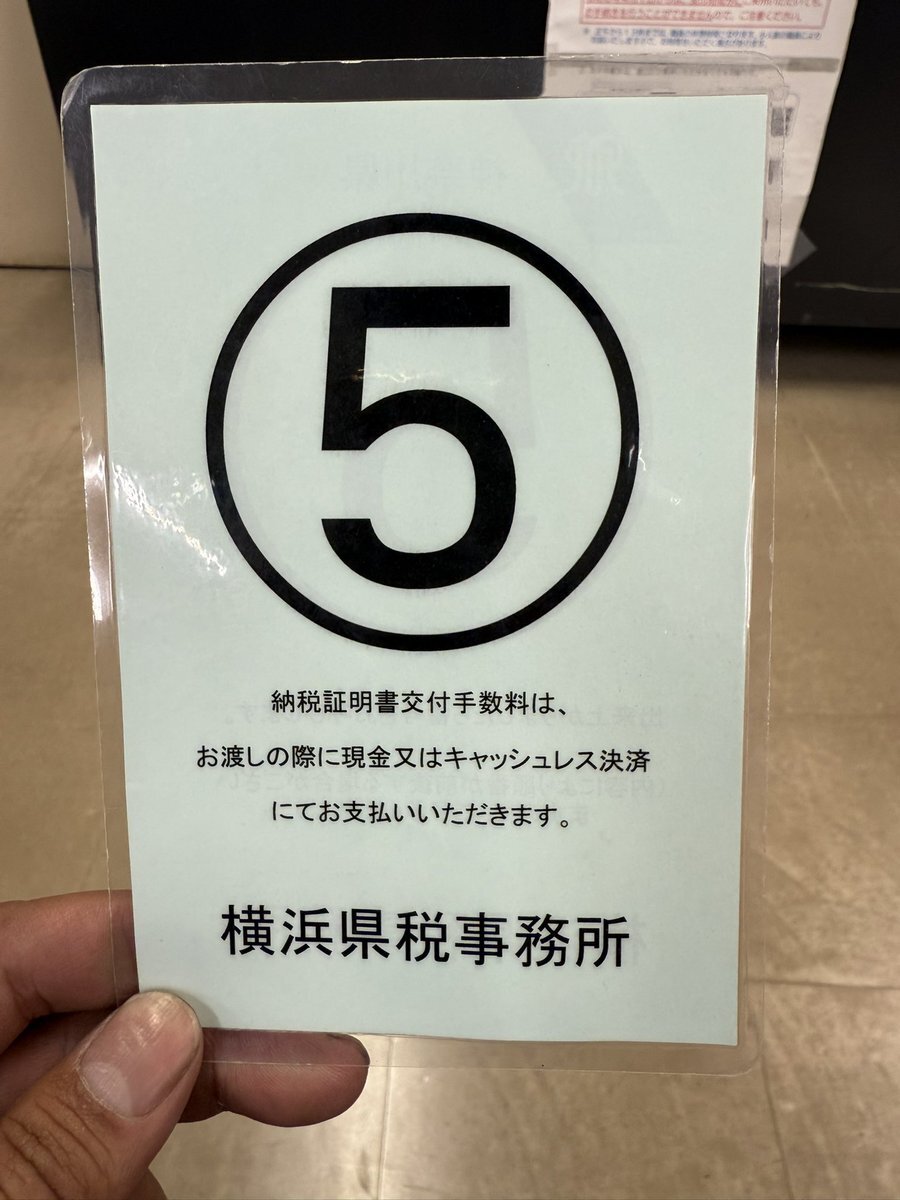 ⑤
納税証明書交付手数料は、
お渡しの際に現金又はキャッシュレス決済
にてお支払いいただきます。
横浜県税事務所